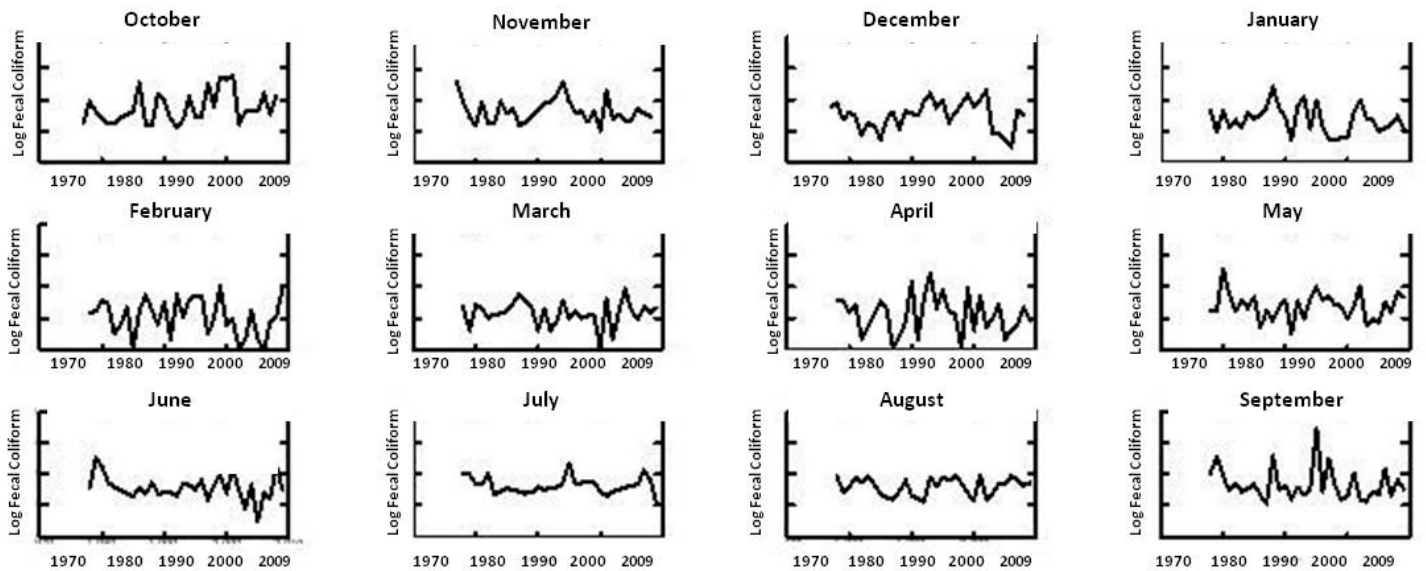 October
November
December
January
Log Fecal Coliform
Log Fecal Coliform
Log Fecal Coliform
Log Fecal Coliform
1970 1980 1990 2000 2009
1970 1980 1990 2000 2009
1970 1980 1990 2000 2009
1970 1980 1990 2000 2009
February
March
April
May
Log Fecal Coliform
Log Fecal Coliform
Log Fecal Coliform
Log Fecal Coliform
1970 1980 1990 2000 2009
1970 1980 1990 2000 2009
1970 1980 1990 2000 2009
1970 1980 1990 2000 2009
June
July
August
September
Log Fecal Coliform
Log Fecal Coliform
Log Fecal Coliform
Log Fecal Coliform
1970 1980 1990 2000 2009
1970 1980 1990 2000 2009
1970 1980 1990 2000 2009
1970 1980 1990 2000 2009